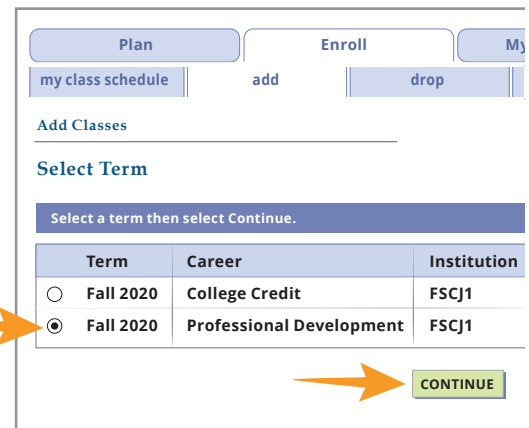 Plan Enroll My
my class schedule add drop
Add Classes
Select Term
Select a term then select Continue.
Term Career Institution
Fall 2020 College Credit FSCJ1
Fall 2020 Professional Development FSCJ1
CONTINUE